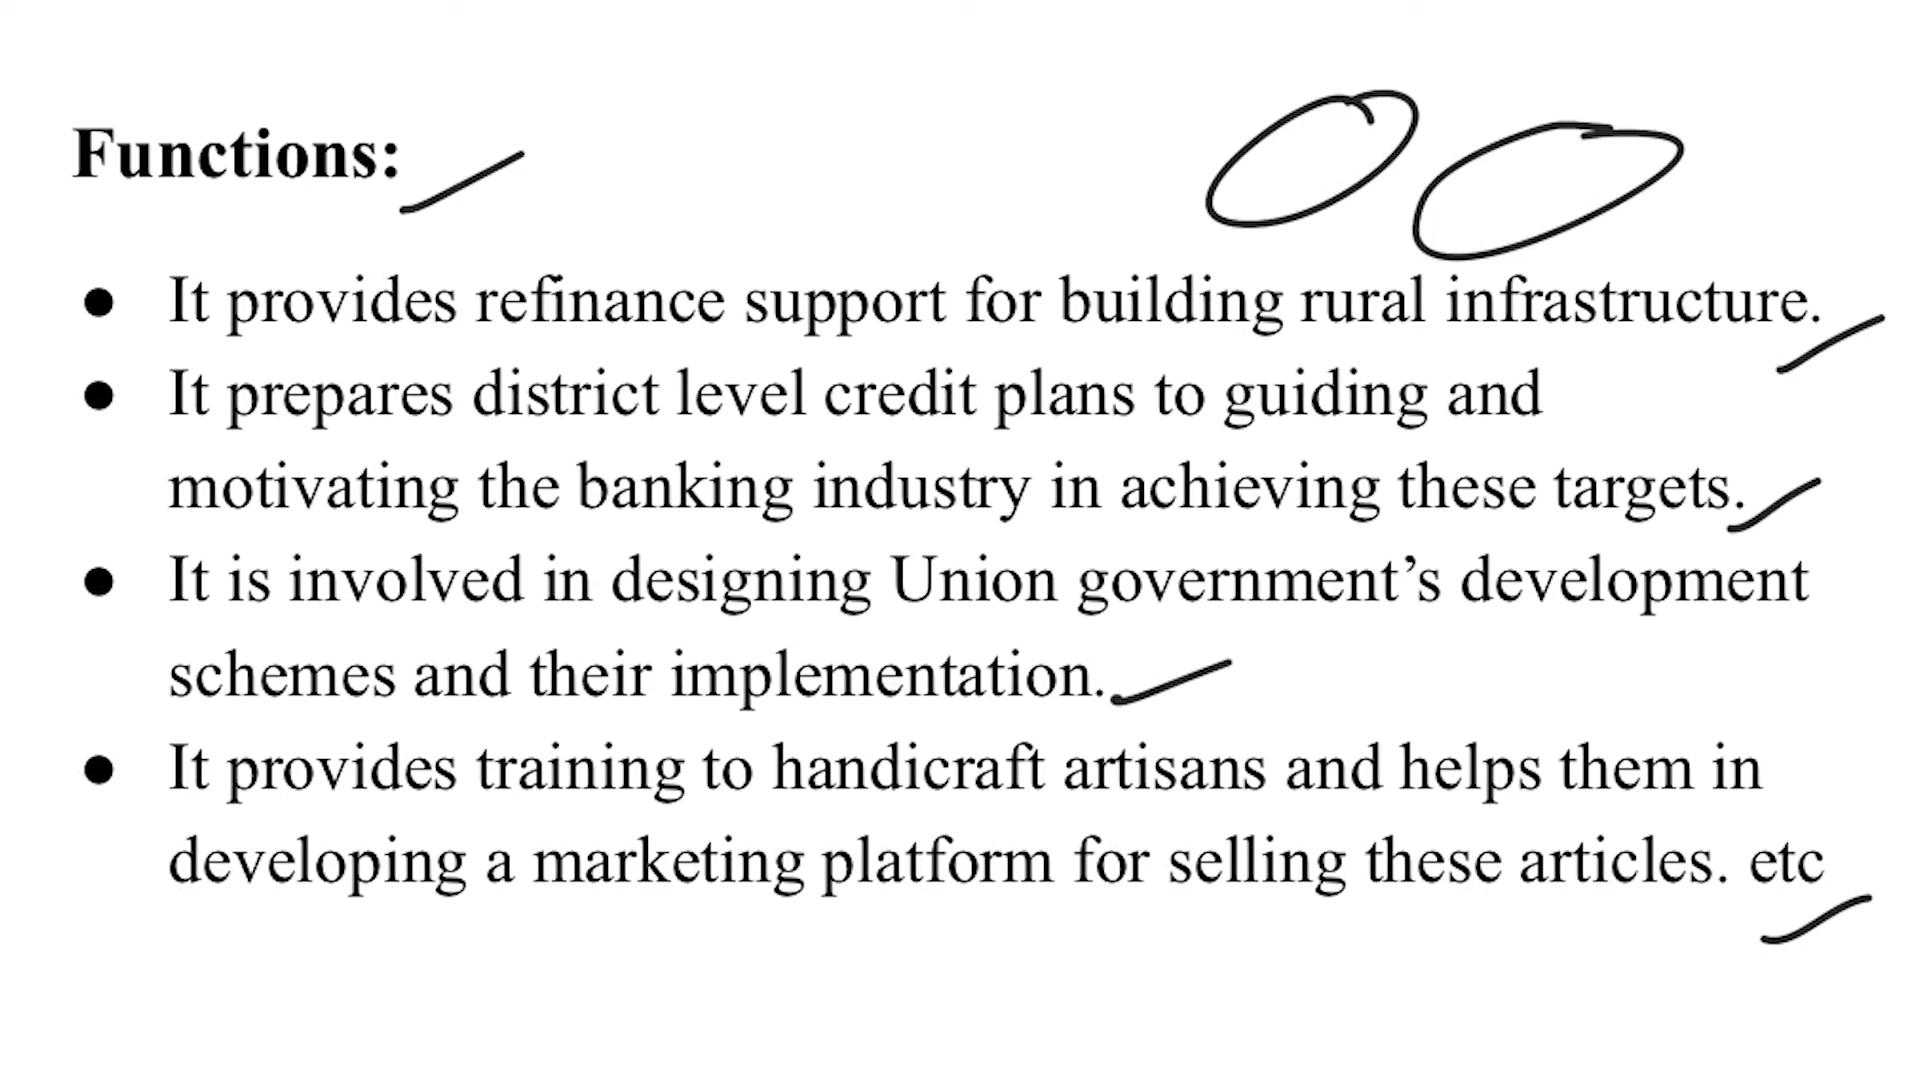 Functions:
● It provides refinance support for building rural infrastructure.
● It prepares district level credit plans to guiding and
motivating the banking industry in achieving these targets.
● It is involved in designing Union government’s development
schemes and their implementation.
● It provides training to handicraft artisans and helps them in
developing a marketing platform for selling these articles. etc